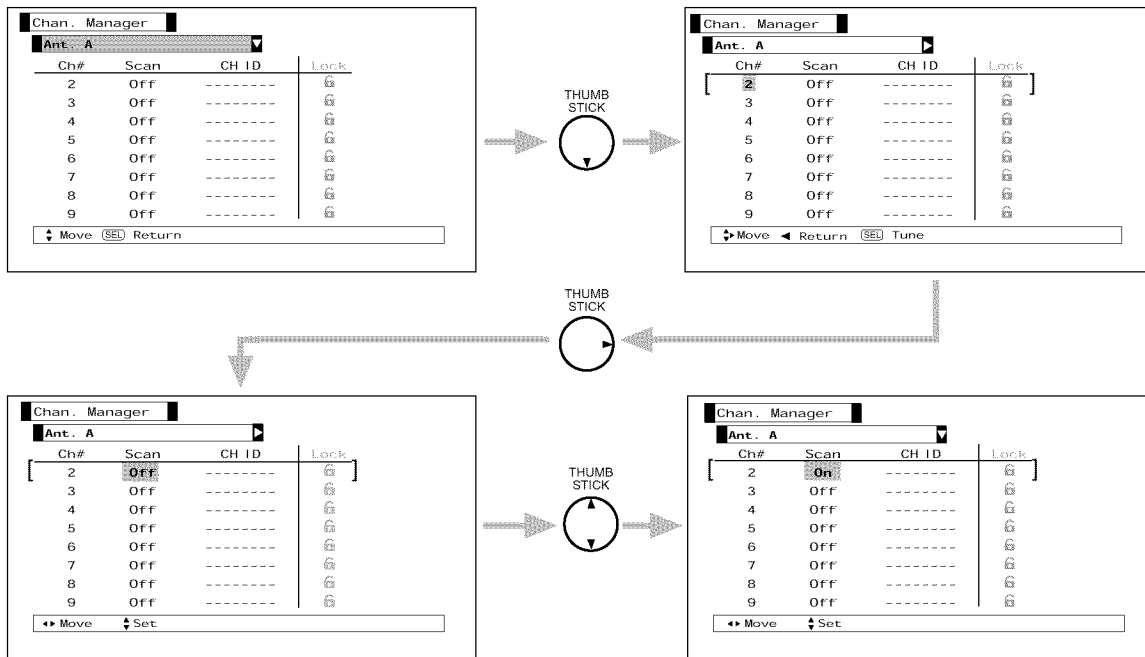 Chan. Manager
Ant. A
Ch# Scan CH ID Lock
2 Off --------
3 Off --------
4 Off --------
5 Off --------
6 Off --------
7 Off --------
8 Off --------
9 Off --------
Move SEL Return
THUMB
STICK
Chan. Manager
Ant. A
Ch# Scan CH ID Lock
2 Off --------
3 Off --------
4 Off --------
5 Off --------
6 Off --------
7 Off --------
8 Off --------
9 Off --------
Move Return SEL Tune
THUMB
STICK
Chan. Manager
Ant. A
Ch# Scan CH ID Lock
2 Off --------
3 Off --------
4 Off --------
5 Off --------
6 Off --------
7 Off --------
8 Off --------
9 Off --------
Move Set
THUMB
STICK
Chan. Manager
Ant. A
Ch# Scan CH ID Lock
2 On --------
3 Off --------
4 Off --------
5 Off --------
6 Off --------
7 Off --------
8 Off --------
9 Off --------
Move Set